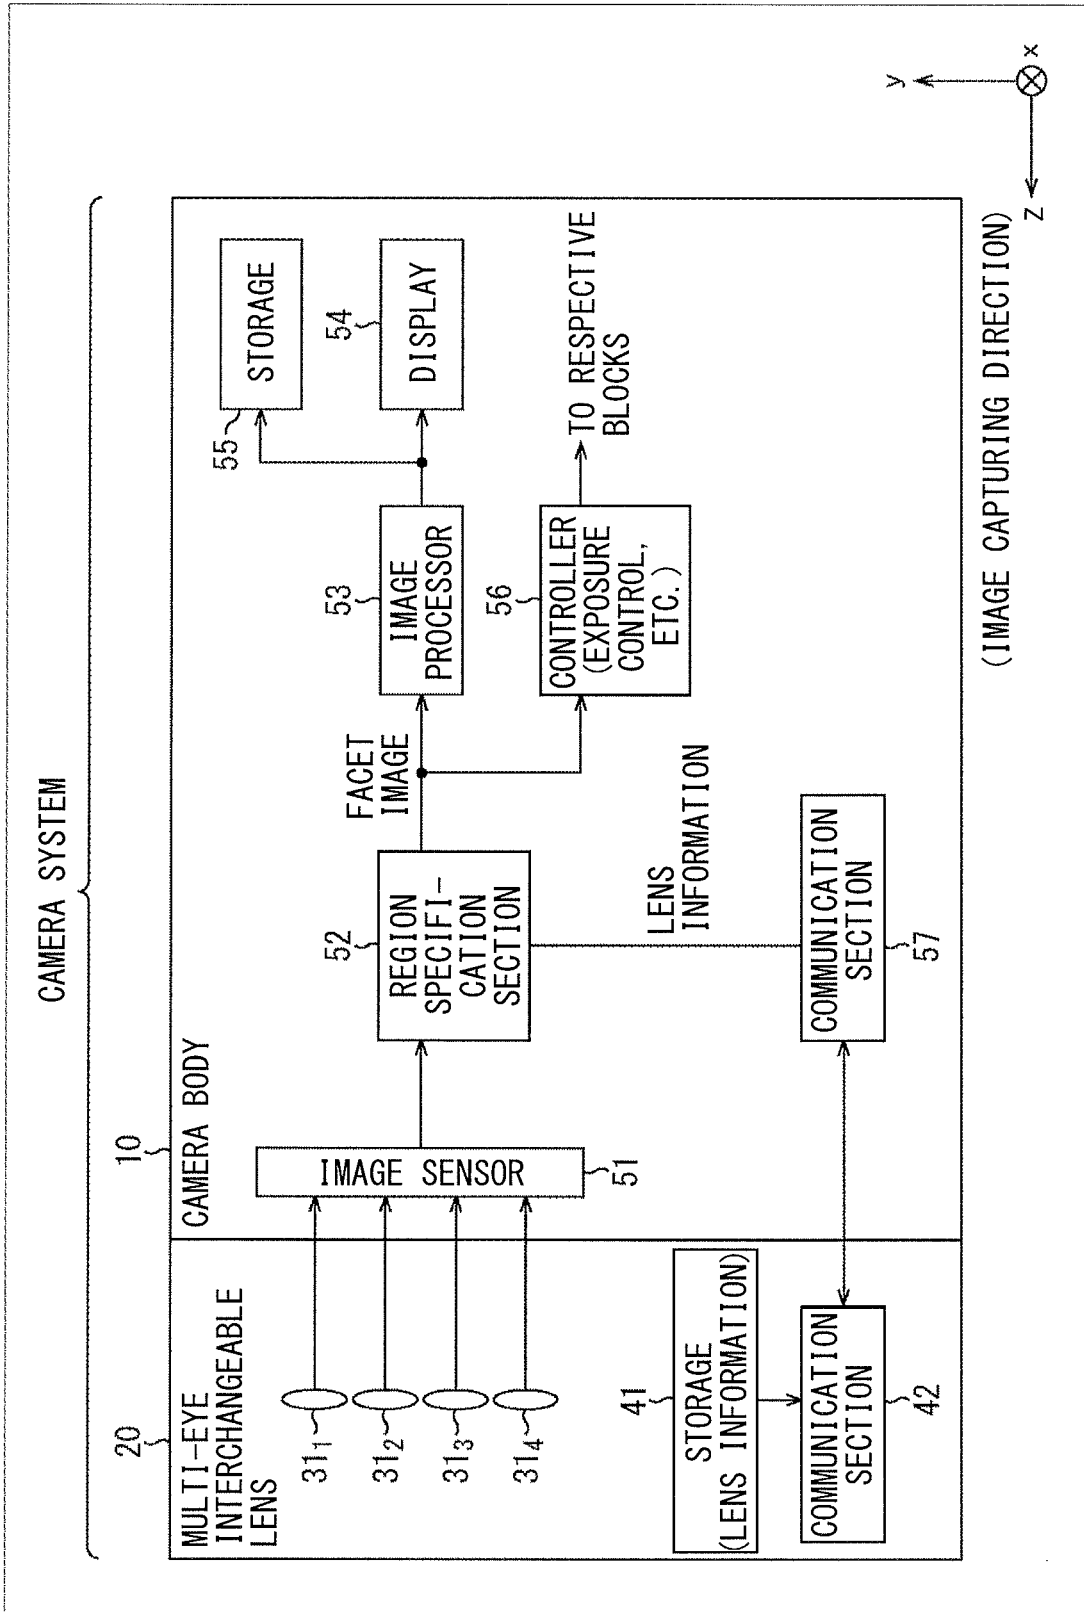 CAMERA SYSTEM
20
MULTI-EYE
INTERCHANGEABLE
LENS
10
CAMERA BODY
31₁
31₂
31₃
31₄
IMAGE SENSOR
51
52
REGION
SPECIFI-
CATION
SECTION
FACET
IMAGE
53
IMAGE
PROCESSOR
55
STORAGE
54
DISPLAY
56
CONTROLLER
(EXPOSURE
CONTROL,
ETC.)
TO RESPECTIVE
BLOCKS
41
STORAGE
(LENS INFORMATION)
COMMUNICATION
SECTION
42
LENS
INFORMATION
COMMUNICATION
SECTION
57
(IMAGE CAPTURING DIRECTION)
y
x
z